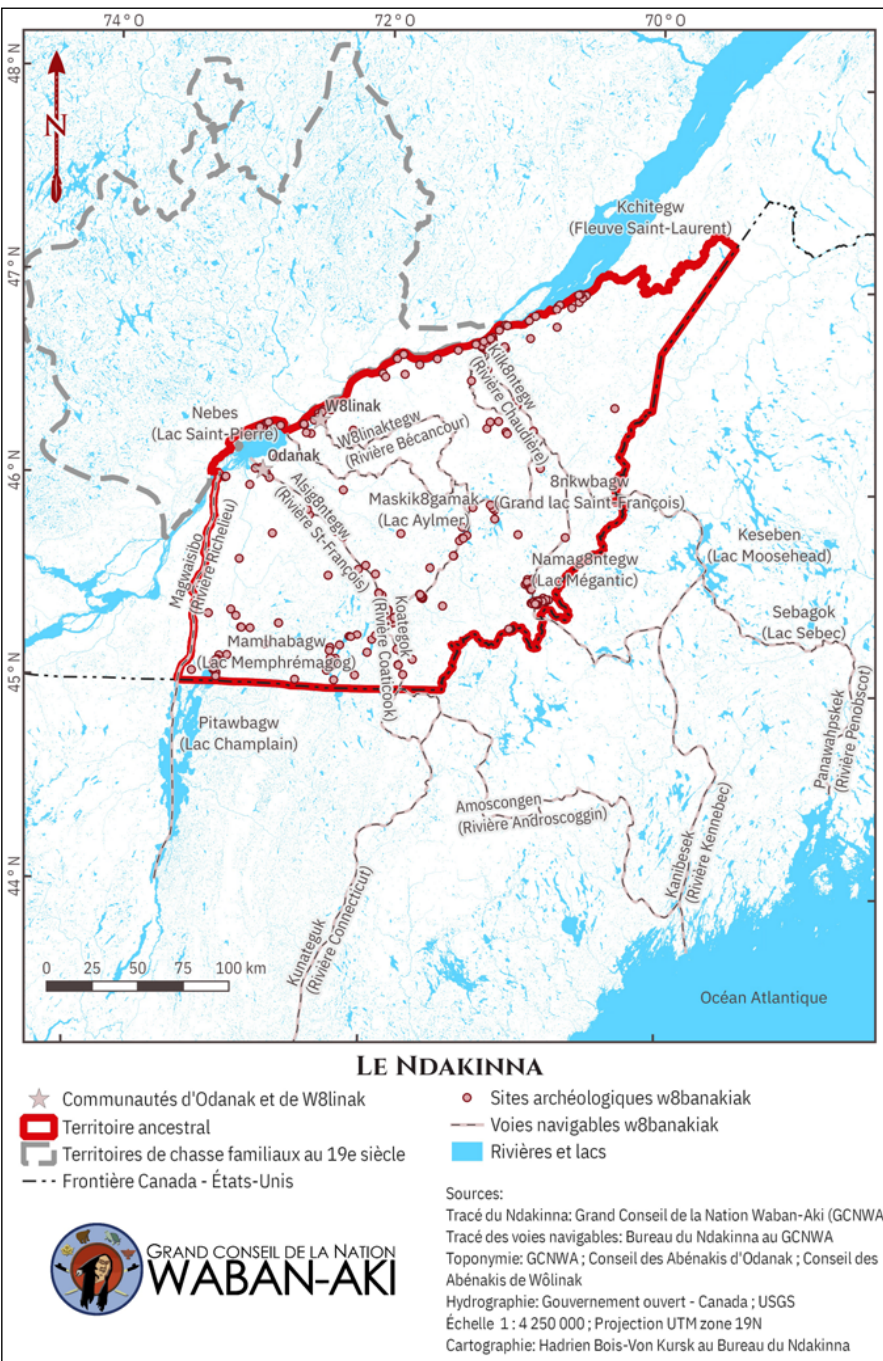 74° O
72° O
70° O
48° N
47° N
46° N
45° N
44° N
N
Kchitegw
(Fleuve Saint-Laurent)
Nebes
(Lac Saint-Pierre)
W8linak
W8linaktegw
(Rivière Bécancour)
Kik8ntegw
(Rivière Chaudière)
Odanak
Alsig8ntegw
(Rivière St-François)
Maskik8gamak
(Lac Aylmer)
8nkwbagw
(Grand lac Saint-François)
Keseben
(Lac Moosehead)
Magwaisibo
(Rivière Richelieu)
Namag8ntegw
(Lac Mégantic)
Sebagok
(Lac Sebec)
Koategok
(Rivière Coaticook)
Mamlhabagw
(Lac Memphrémagog)
Pitawbagw
(Lac Champlain)
Panawahpskek
(Rivière Penobscot)
Amoscongen
(Rivière Androscoggin)
Kanibesek
(Rivière Kennebec)
Kunateguk
(Rivière Connecticut)
0 25 50 75 100 km
Océan Atlantique
LE NDAKINNA
Communautés d'Odanak et de W8linak
Territoire ancestral
Territoires de chasse familiaux au 19e siècle
Frontière Canada - États-Unis
Sites archéologiques w8banakiak
Voies navigables w8banakiak
Rivières et lacs
Sources:
Tracé du Ndakinna: Grand Conseil de la Nation Waban-Aki (GCNWA
Tracé des voies navigables: Bureau du Ndakinna au GCNWA
Toponymie: GCNWA ; Conseil des Abénakis d'Odanak ; Conseil des
Abénakis de Wôlinak
Hydrographie: Gouvernement ouvert - Canada ; USGS
Échelle 1 : 4 250 000 ; Projection UTM zone 19N
Cartographie: Hadrien Bois-Von Kursk au Bureau du Ndakinna
GRAND CONSEIL DE LA NATION
WABAN-AKI